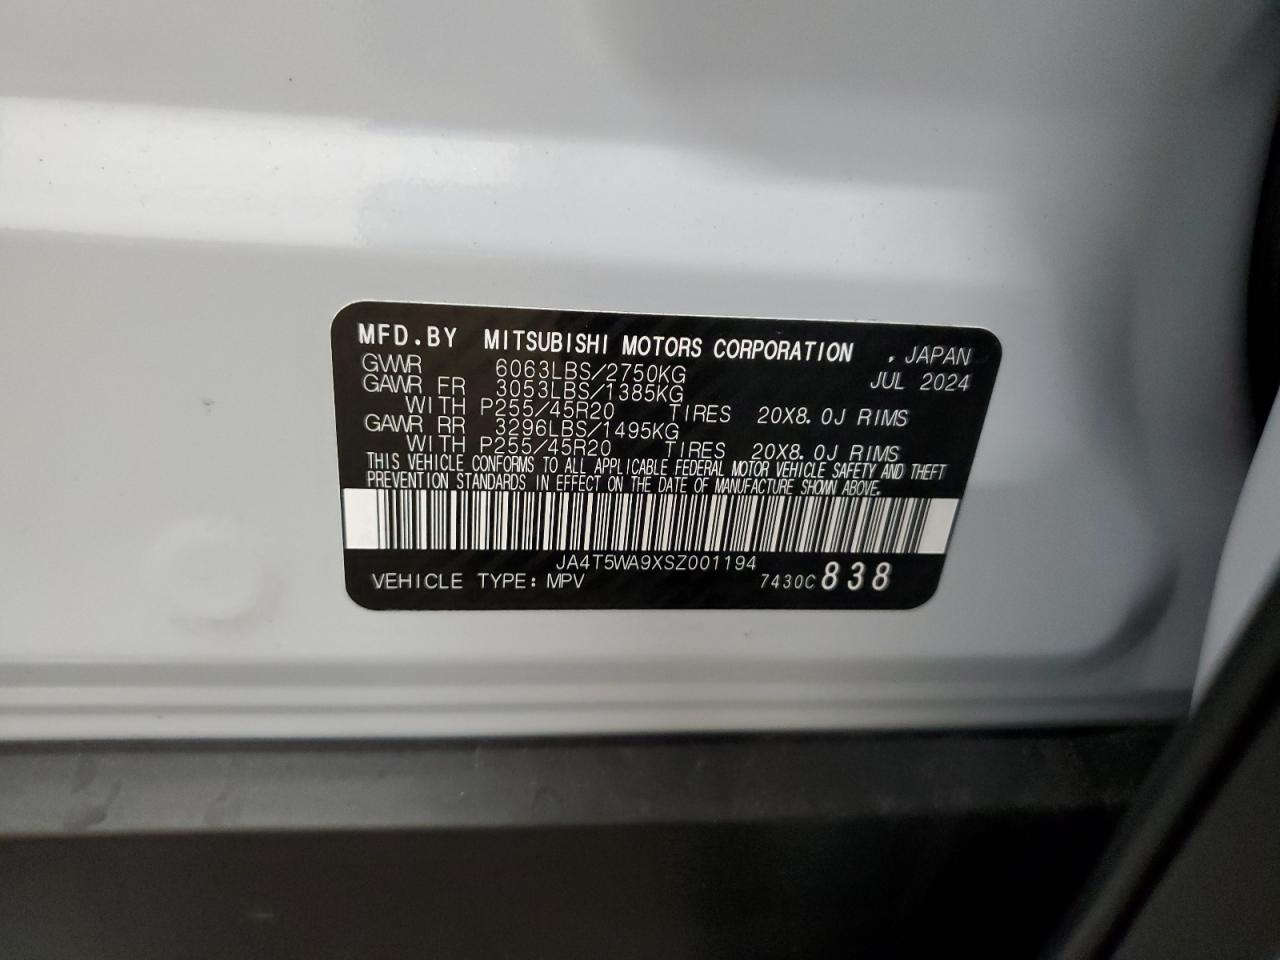 MFD.BY MITSUBISHI MOTORS CORPORATION , JAPAN
GVWR 6063LBS/2750KG JUL 2024
GAWR FR 3053LBS/1385KG
WITH P255/45R20 TIRES 20X8.0J RIMS
GAWR RR 3296LBS/1495KG
WITH P255/45R20 TIRES 20X8.0J RIMS
THIS VEHICLE CONFORMS TO ALL APPLICABLE FEDERAL MOTOR VEHICLE SAFETY AND THEFT
PREVENTION STANDARDS IN EFFECT ON THE DATE OF MANUFACTURE SHOWN ABOVE.
JA4T5WA9XSZ001194
VEHICLE TYPE: MPV 7430C 838